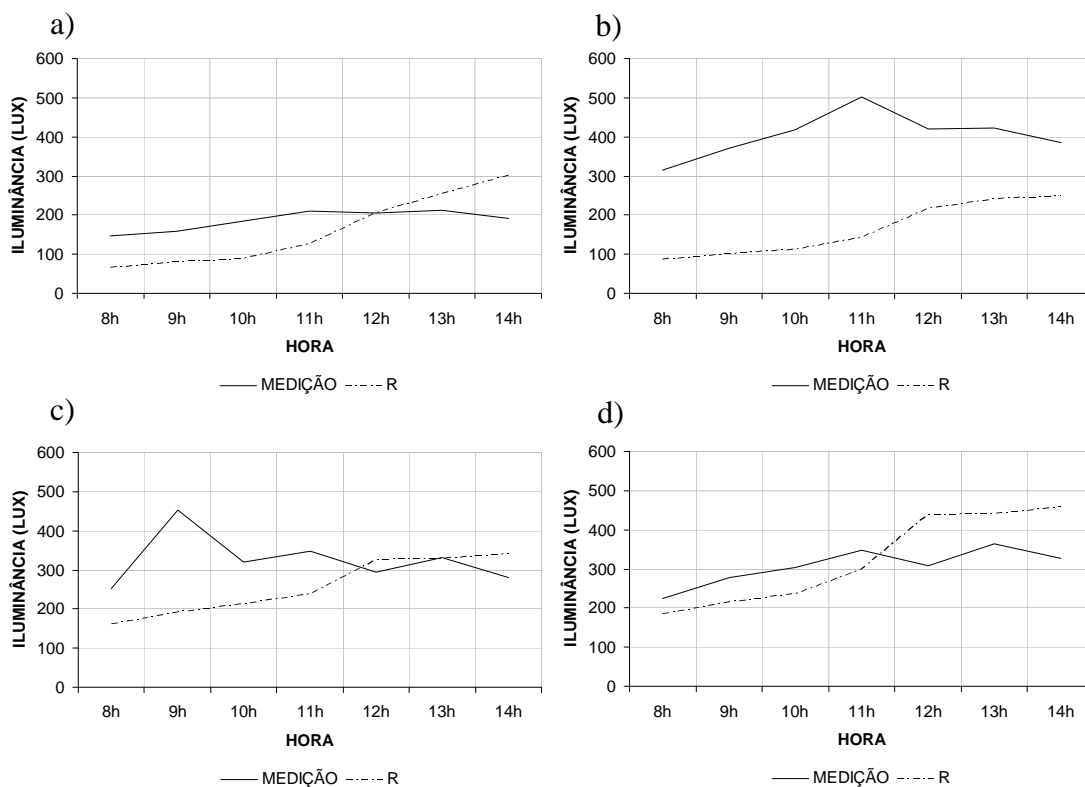 a)
600
500
400
300
200
100
0
ILUMINÂNCIA (LUX)
8h 9h 10h 11h 12h 13h 14h
HORA
MEDIÇÃO R
b)
600
500
400
300
200
100
0
ILUMINÂNCIA (LUX)
8h 9h 10h 11h 12h 13h 14h
HORA
MEDIÇÃO R
c)
600
500
400
300
200
100
0
ILUMINÂNCIA (LUX)
8h 9h 10h 11h 12h 13h 14h
HORA
MEDIÇÃO R
d)
600
500
400
300
200
100
0
ILUMINÂNCIA (LUX)
8h 9h 10h 11h 12h 13h 14h
HORA
MEDIÇÃO R